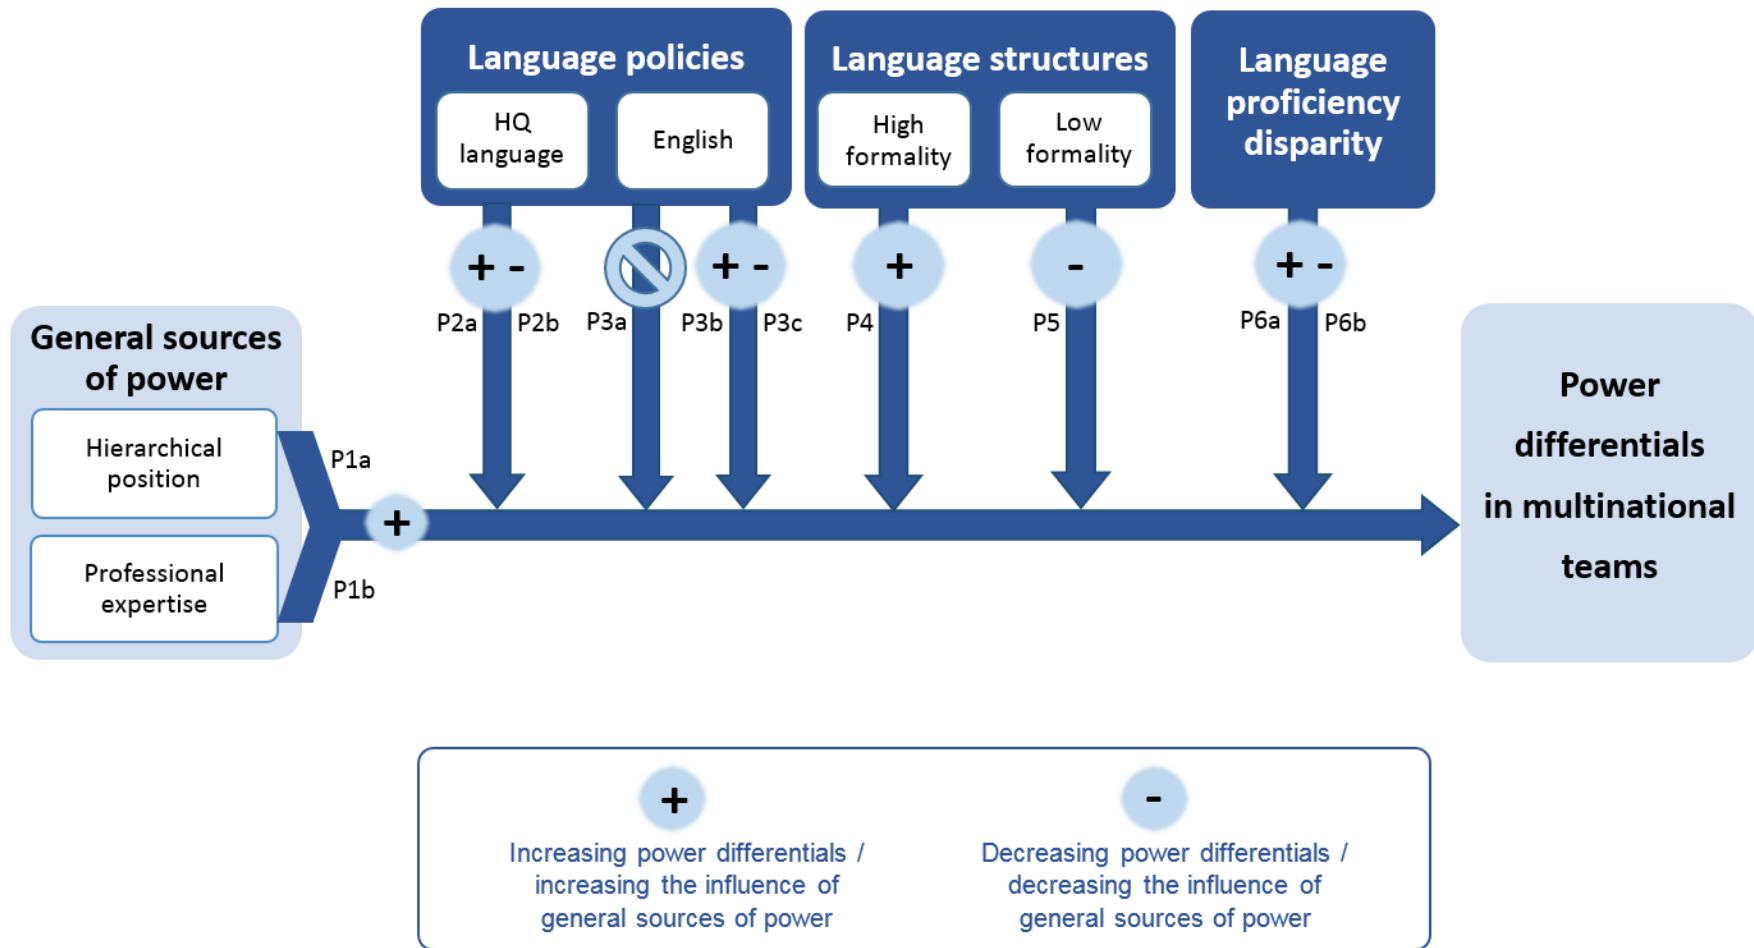 Language policies
HQ
language
English
Language structures
High
formality
Low
formality
Language
proficiency
disparity
+ -
+ -
+
-
+ -
P2a
P2b
P3a
P3b
P3c
P4
P5
P6a
P6b
General sources
of power
Hierarchical
position
Professional
expertise
P1a
P1b
+
Power
differentials
in multinational
teams
+
Increasing power differentials /
increasing the influence of
general sources of power
-
Decreasing power differentials /
decreasing the influence of
general sources of power